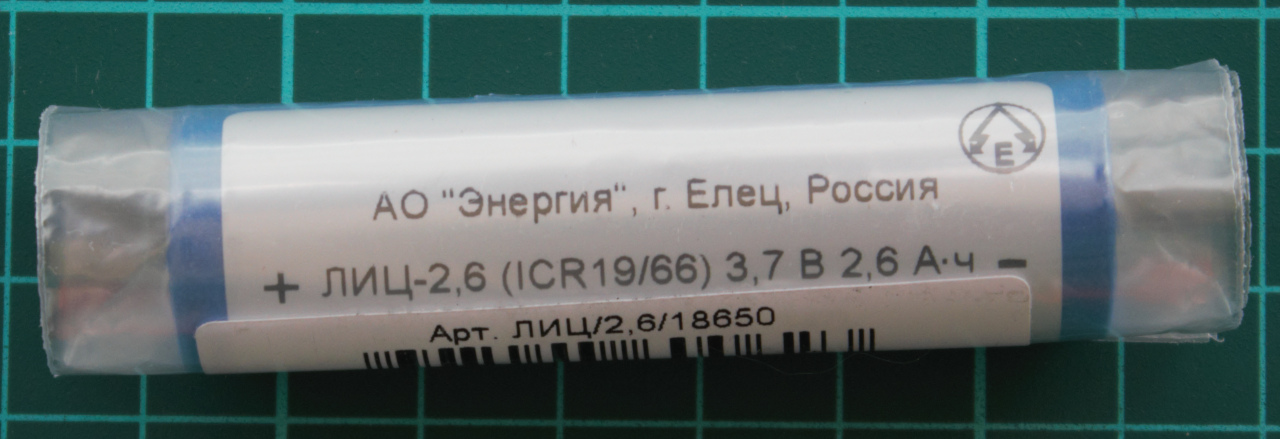 Е
АО "Энергия", г. Елец, Россия
+ ЛИЦ-2,6 (ICR19/66) 3,7 В 2,6 А·ч -
Арт. ЛИЦ/2,6/18650